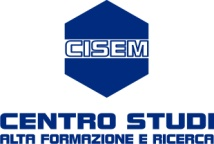 CISEM
CENTRO STUDI
ALTA FORMAZIONE E RICERCA